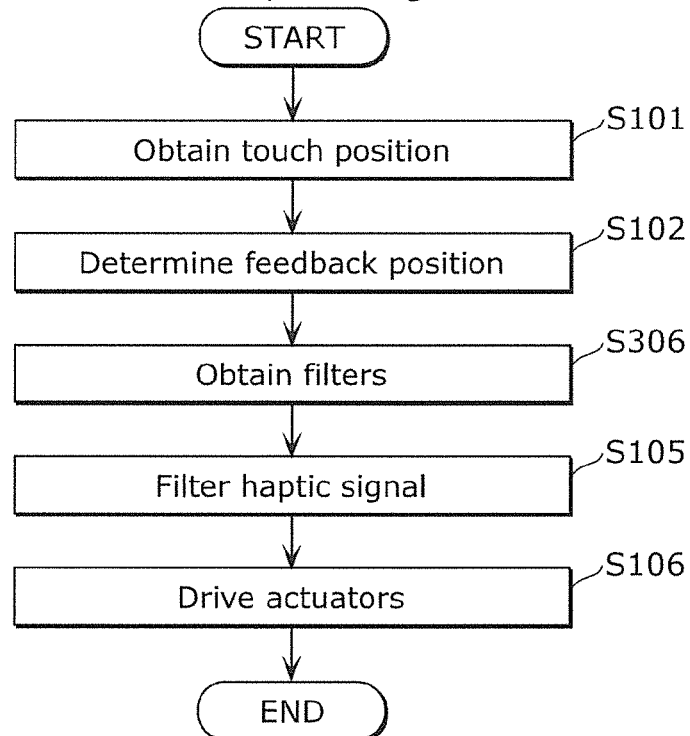 START
S101
Obtain touch position
S102
Determine feedback position
S306
Obtain filters
S105
Filter haptic signal
S106
Drive actuators
END